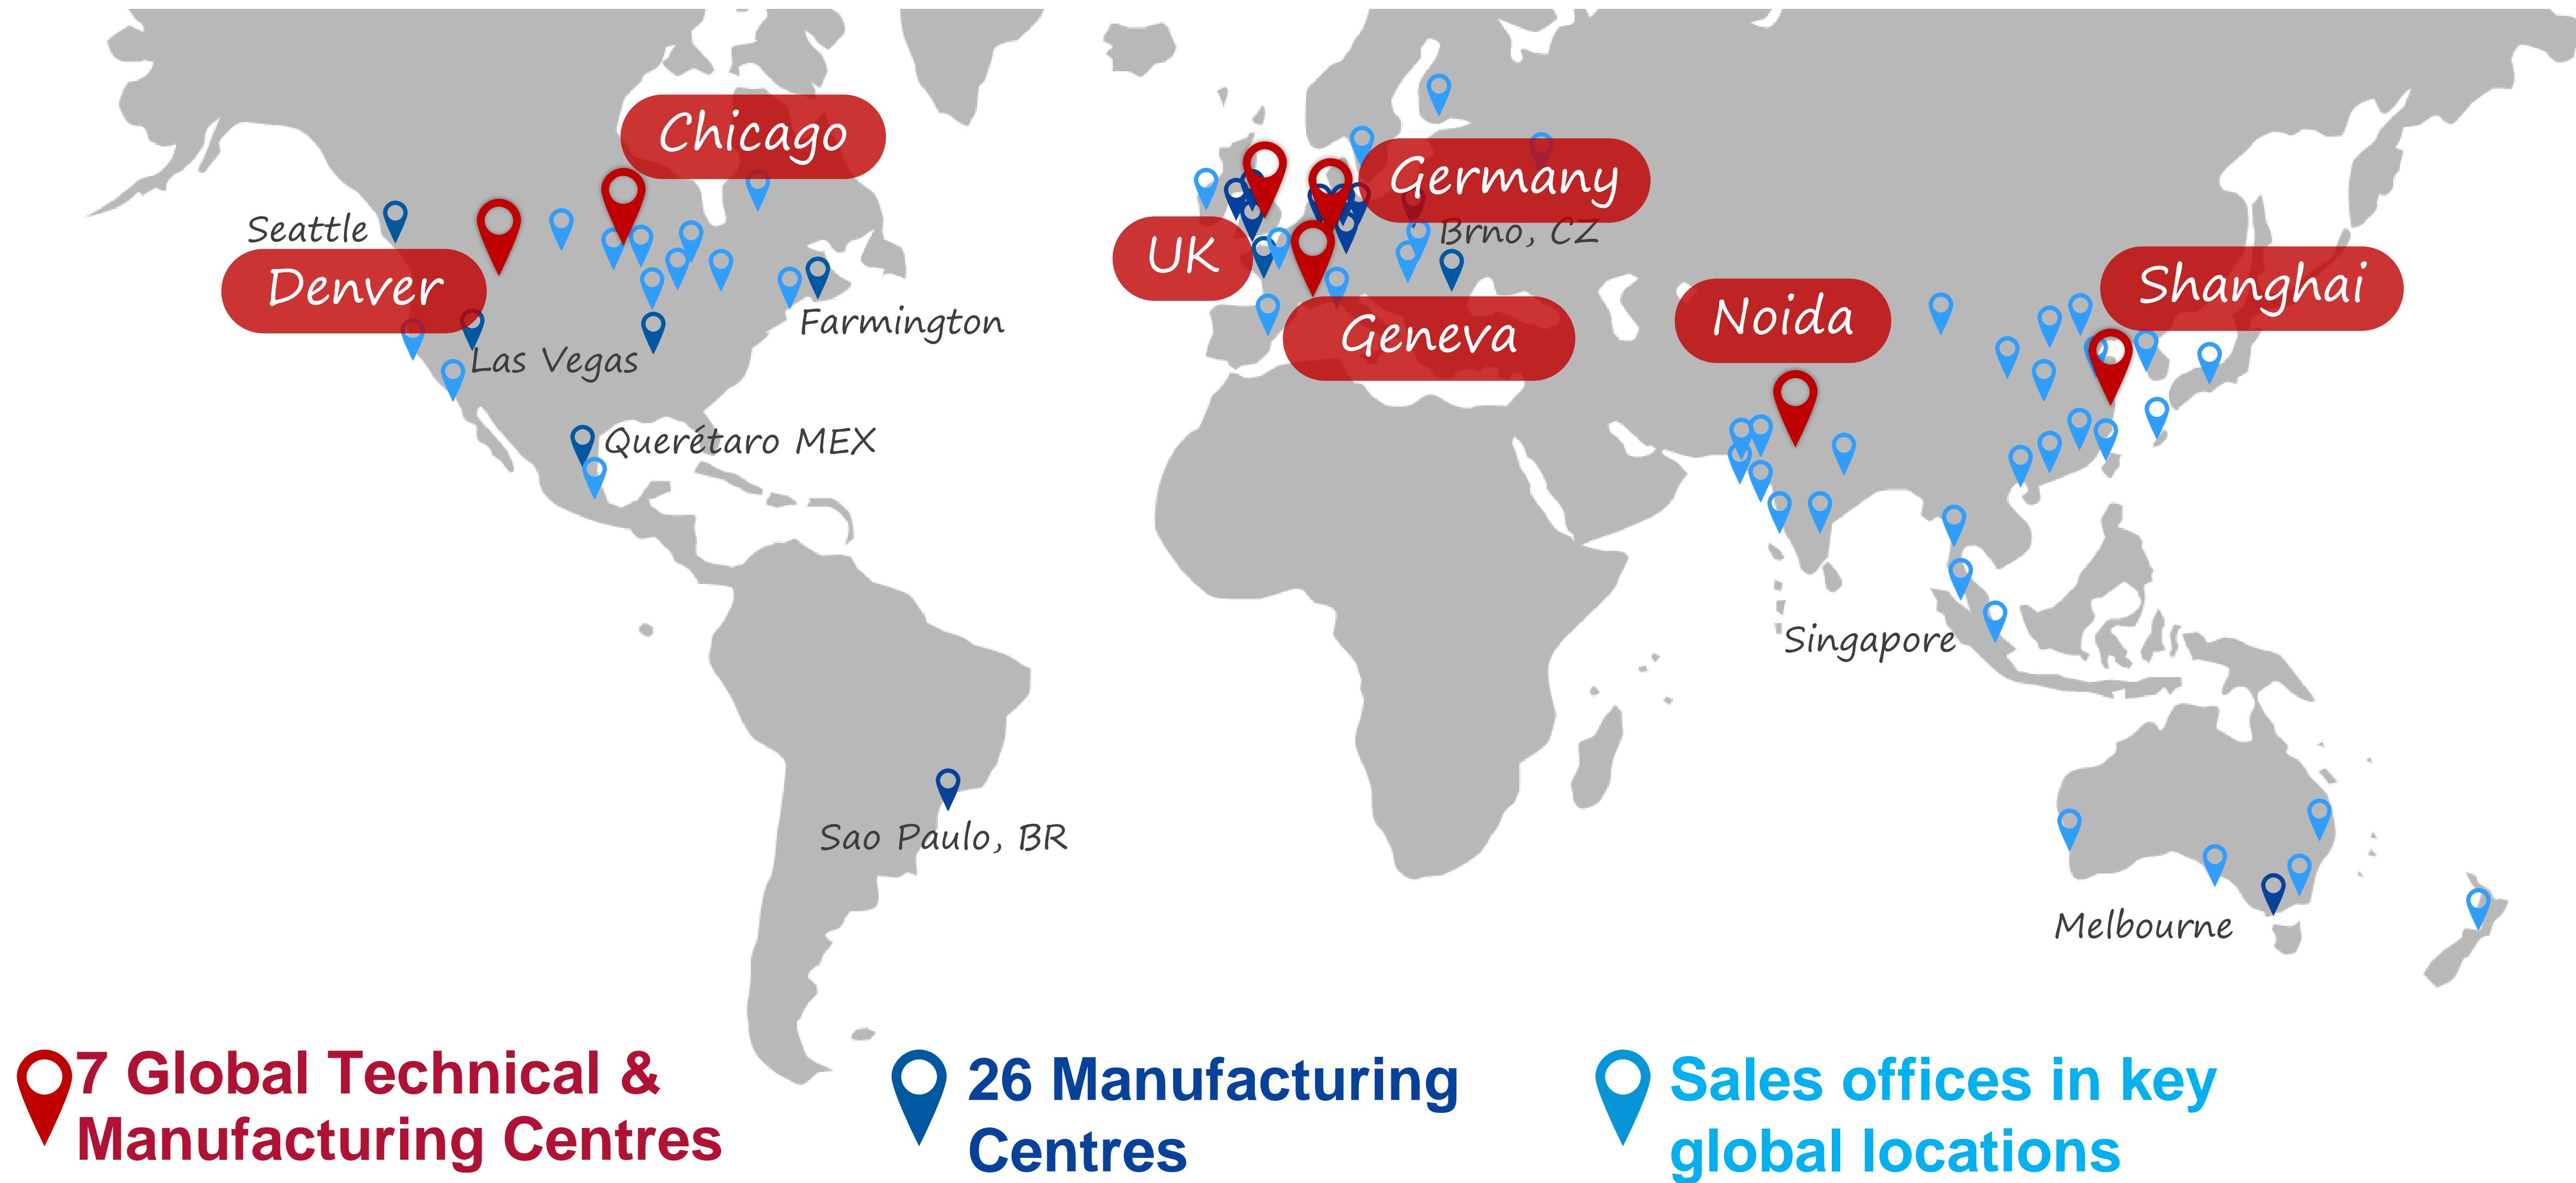 Chicago
Germany
Seattle
UK
Brno, CZ
Denver
Shanghai
Noida
Farmington
Geneva
Las Vegas
Querétaro MEX
Singapore
Sao Paulo, BR
Melbourne
7 Global Technical &
Manufacturing Centres
26 Manufacturing
Centres
Sales offices in key
global locations